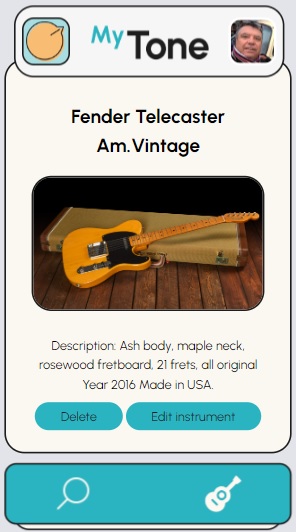 My Tone
Fender Telecaster
Am.Vintage
Description: Ash body, maple neck,
rosewood fretboard, 21 frets, all original
Year 2016 Made in USA.
Delete
Edit instrument